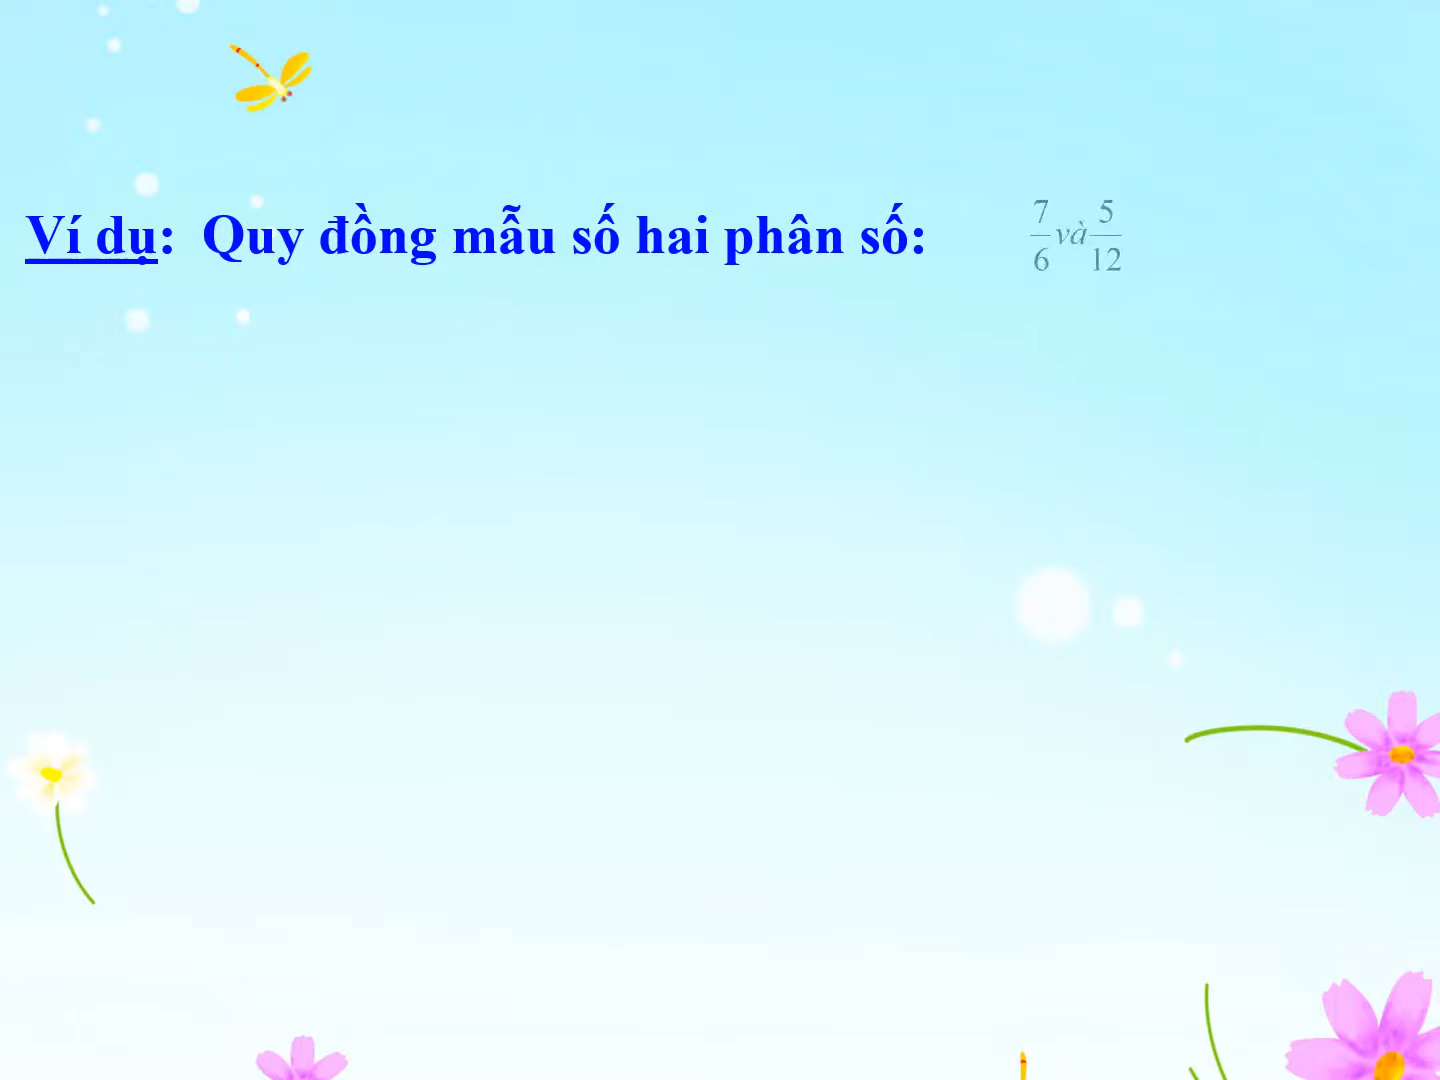 Ví dụ: Quy đồng mẫu số hai phân số: 7/6 và 5/12